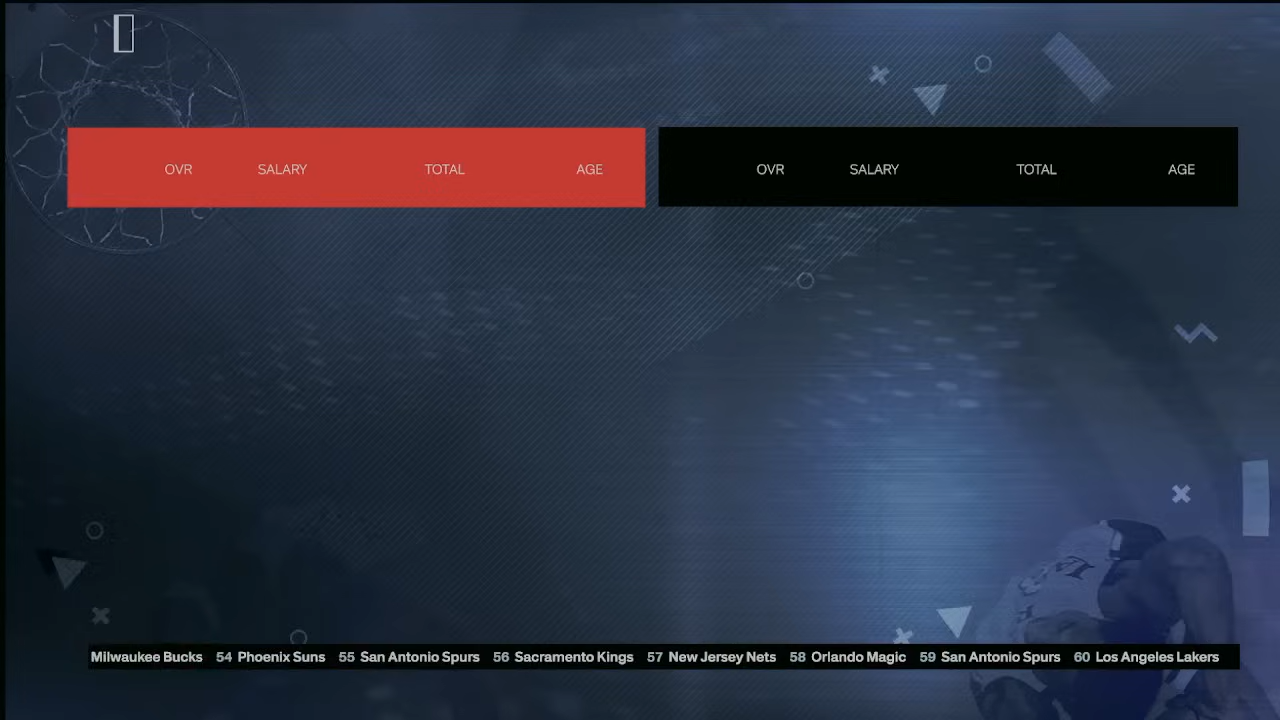 OVR SALARY TOTAL AGE OVR SALARY TOTAL AGE
Milwaukee Bucks 54 Phoenix Suns 55 San Antonio Spurs 56 Sacramento Kings 57 New Jersey Nets 58 Orlando Magic 59 San Antonio Spurs 60 Los Angeles Lakers